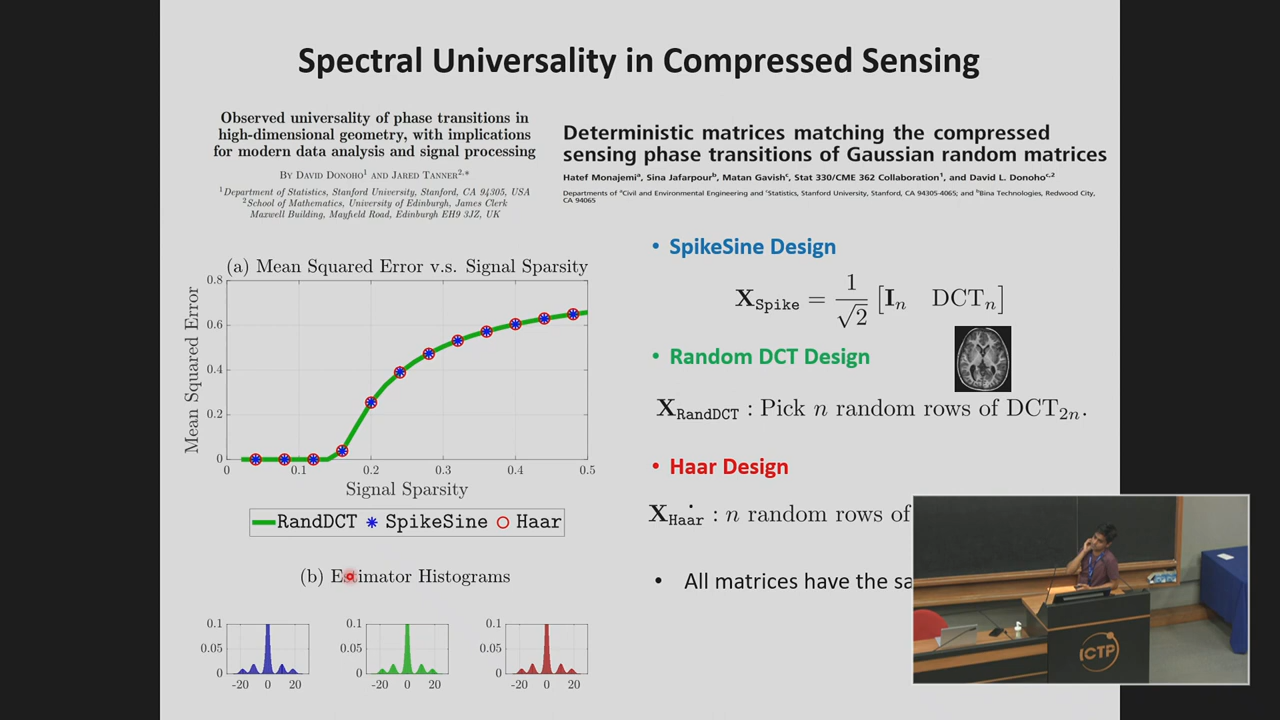 Spectral Universality in Compressed Sensing
Observed universality of phase transitions in
high-dimensional geometry, with implications
for modern data analysis and signal processing
By David Donoho¹ and Jared Tanner²,*
¹Department of Statistics, Stanford University, Stanford, CA 94305, USA
²School of Mathematics, University of Edinburgh, James Clerk
Maxwell Building, Mayfield Road, Edinburgh EH9 3JZ, UK
Deterministic matrices matching the compressed
sensing phase transitions of Gaussian random matrices
Hatef Monajemiᵃ, Sina Jafarpourᵇ, Matan Gavishᶜ, Stat 330/CME 362 Collaboration¹, and David L. Donohoᶜ,²
Departments of ᵃCivil and Environmental Engineering and ᶜStatistics, Stanford University, Stanford, CA 94305-4065; and ᵇBina Technologies, Redwood City,
CA 94065
(a) Mean Squared Error v.s. Signal Sparsity
Mean Squared Error
0.8
0.6
0.4
0.2
0
0 0.1 0.2 0.3 0.4 0.5
Signal Sparsity
RandDCT SpikeSine Haar
(b) E imator Histograms
0.1 0.1 0.1
0.05 0.05 0.05
0 0 0
-20 0 20 -20 0 20 -20 0 20
• SpikeSine Design
X_Spike = 1/√2 [I_n DCT_n]
• Random DCT Design
X_RandDCT : Pick n random rows of DCT_2n.
• Haar Design
X_Haar : n random rows of
• All matrices have the sa
ICTP